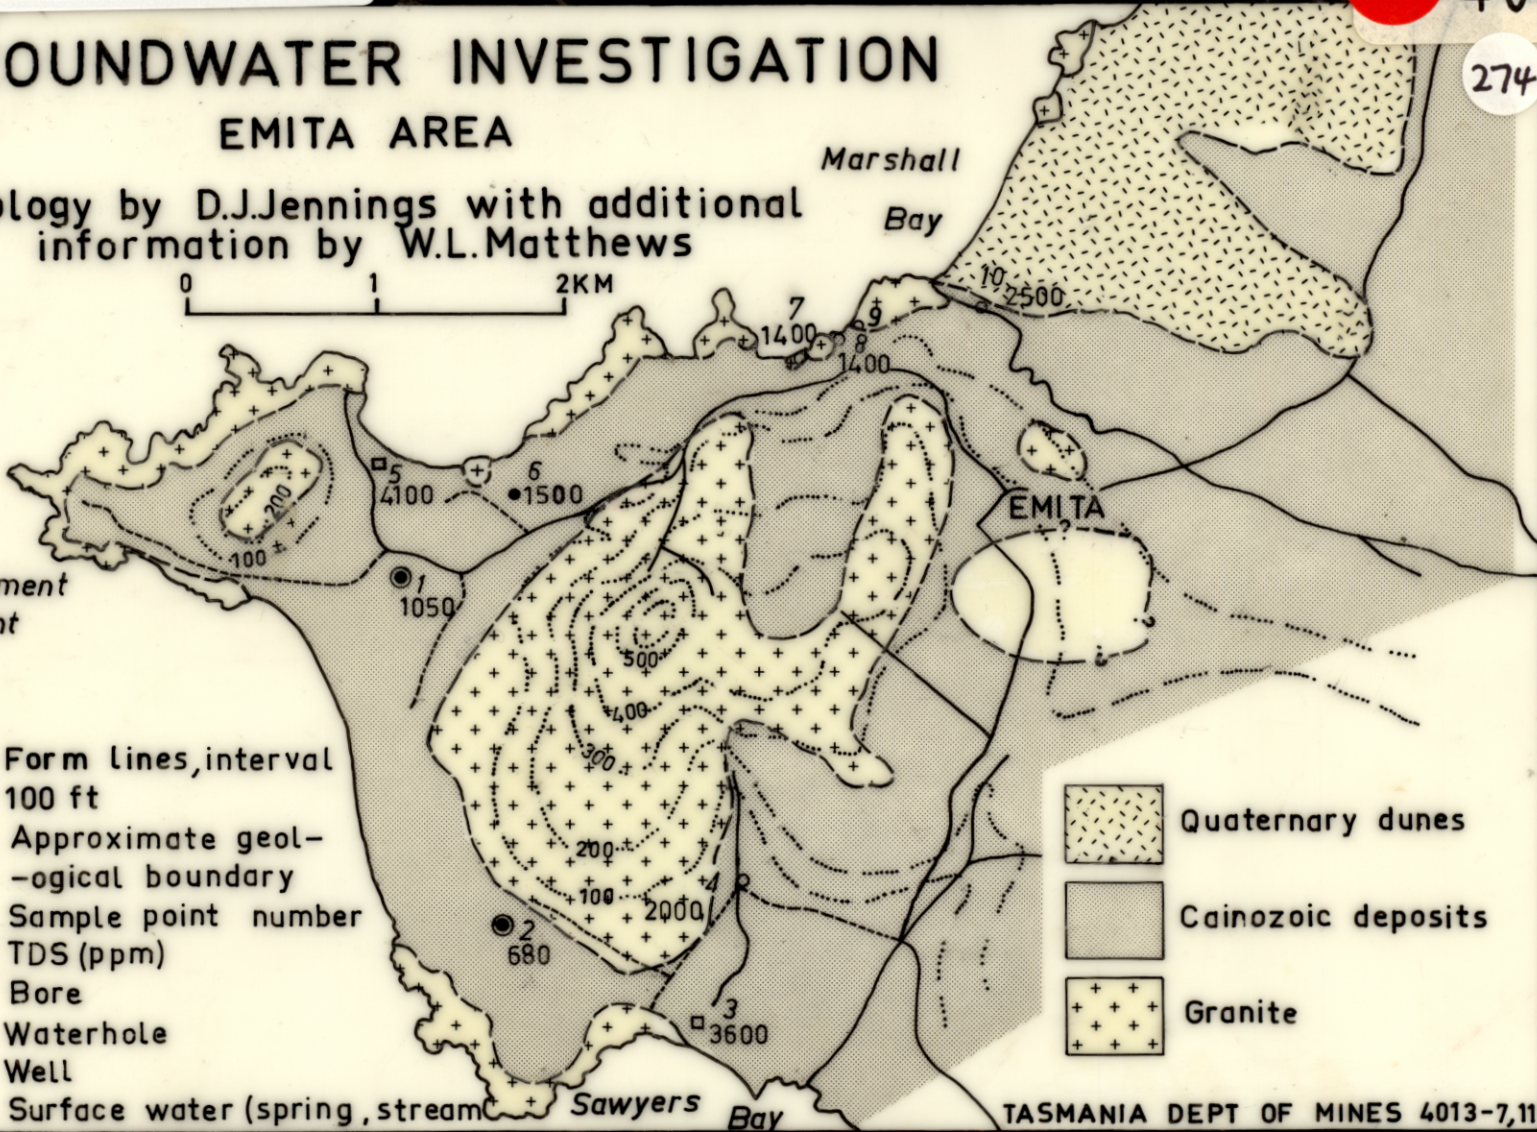 OUNDWATER INVESTIGATION
EMITA AREA
ology by D.J.Jennings with additional
information by W.L.Matthews
0 1 2KM
274
Marshall
Bay
10
2500
7
1400
9
8
1400
5
4100
6
1500
200
100
EMITA
?
1
1050
ment
nt
?
?
500
400
300
200
100
4
2000
2
680
3
3600
Form lines, interval
100 ft
Approximate geol-
-ogical boundary
Sample point number
TDS (ppm)
Bore
Waterhole
Well
Surface water (spring, stream
Quaternary dunes
Cainozoic deposits
Granite
Sawyers
Bay
TASMANIA DEPT OF MINES 4013-7,11